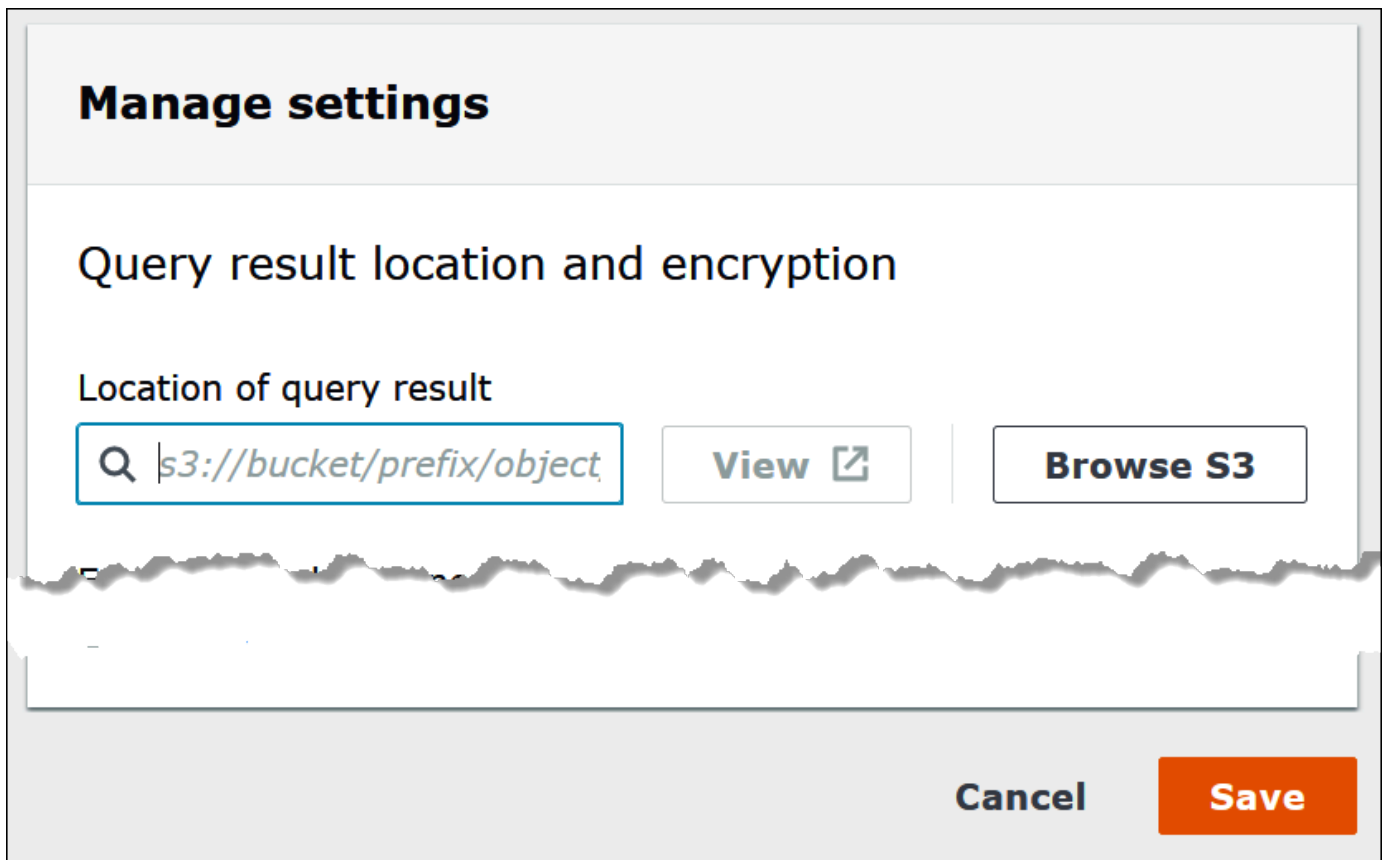 Manage settings
Query result location and encryption
Location of query result
s3://bucket/prefix/object
View
Browse S3
Cancel
Save